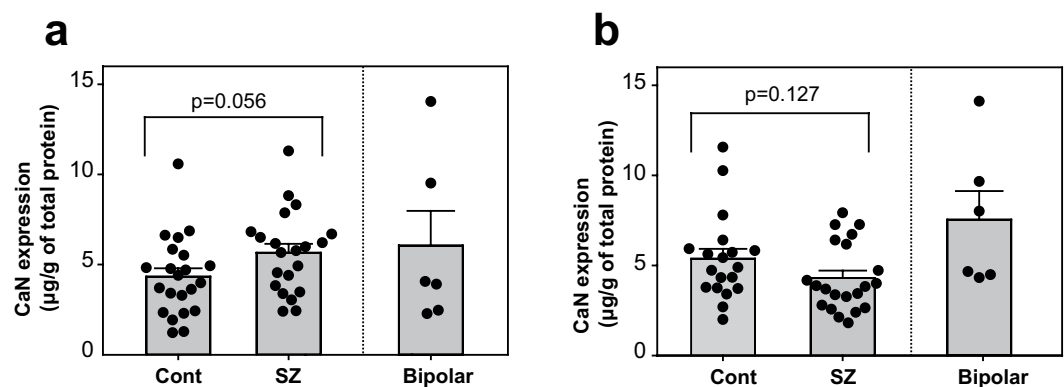 a
CaN expression
(µg/g of total protein)
15
10
5
0
p=0.056
Cont
SZ
Bipolar
b
CaN expression
(µg/g of total protein)
15
10
5
0
p=0.127
Cont
SZ
Bipolar